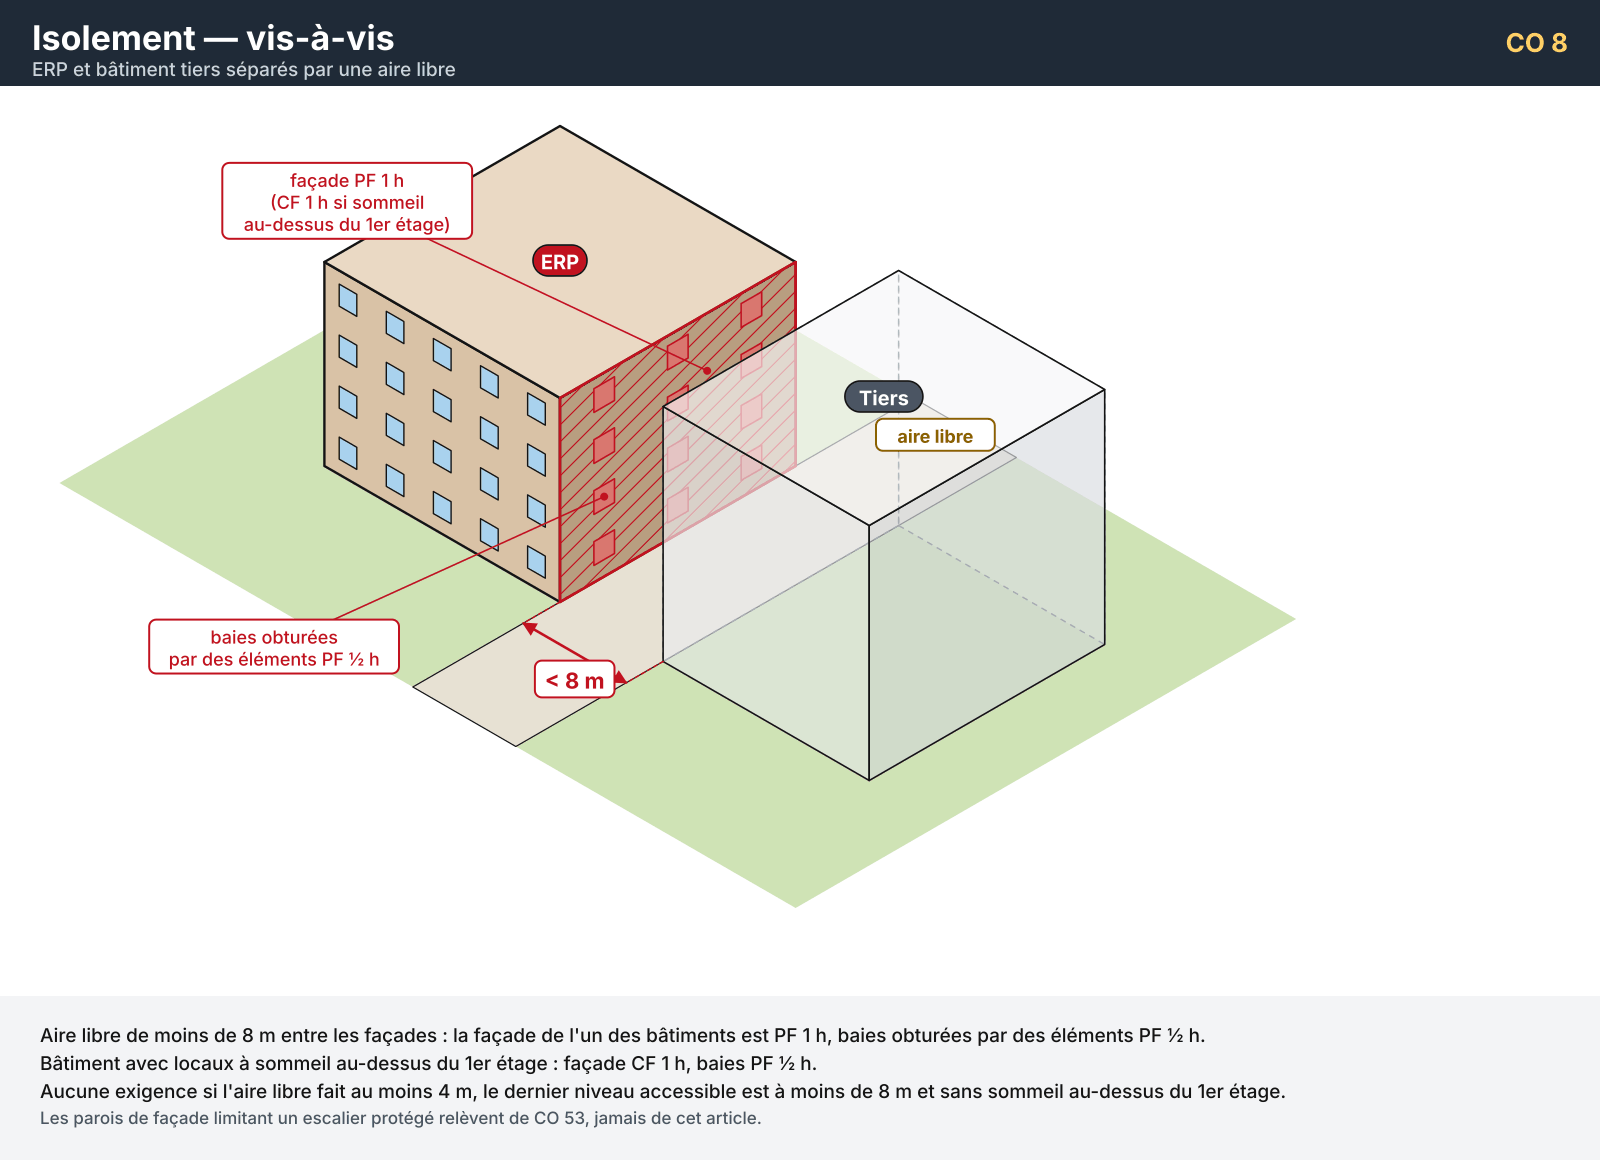 Isolement — vis-à-vis
ERP et bâtiment tiers séparés par une aire libre
CO 8
façade PF 1 h
(CF 1 h si sommeil
au-dessus du 1er étage)
ERP
Tiers
aire libre
baies obturées
par des éléments PF ½ h
< 8 m
Aire libre de moins de 8 m entre les façades : la façade de l'un des bâtiments est PF 1 h, baies obturées par des éléments PF ½ h.
Bâtiment avec locaux à sommeil au-dessus du 1er étage : façade CF 1 h, baies PF ½ h.
Aucune exigence si l'aire libre fait au moins 4 m, le dernier niveau accessible est à moins de 8 m et sans sommeil au-dessus du 1er étage.
Les parois de façade limitant un escalier protégé relèvent de CO 53, jamais de cet article.